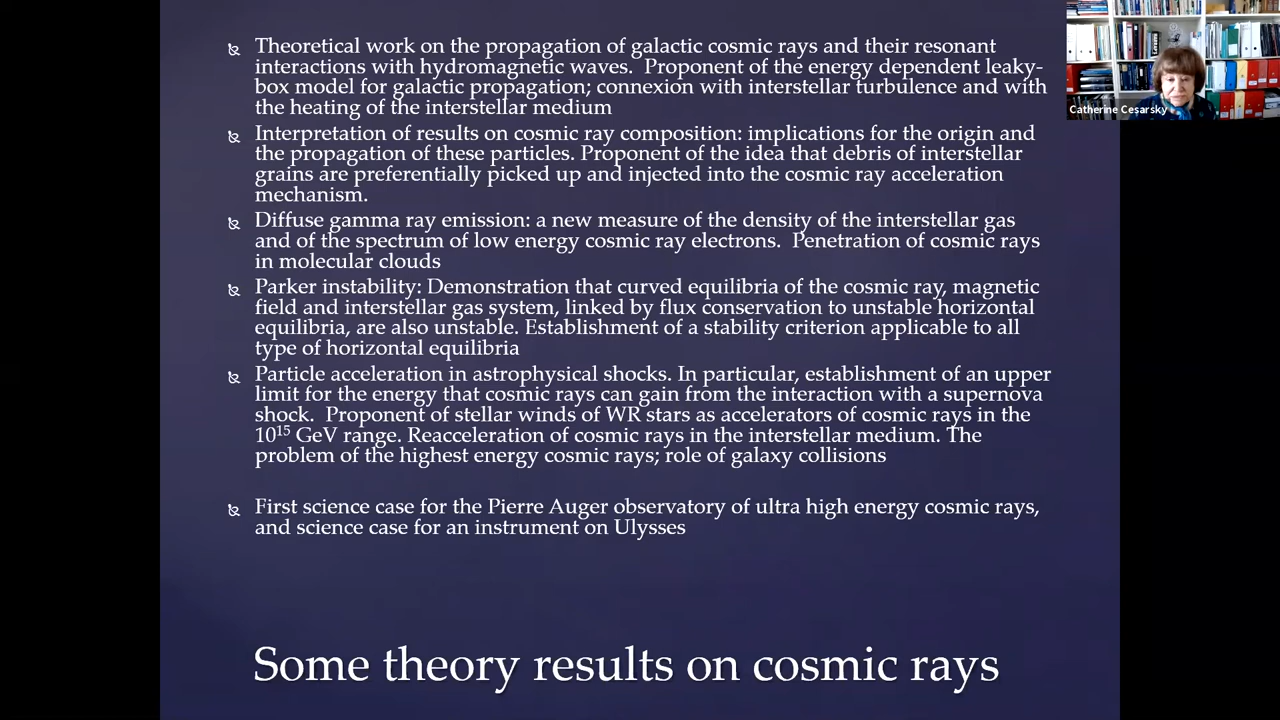 Theoretical work on the propagation of galactic cosmic rays and their resonant
interactions with hydromagnetic waves.  Proponent of the energy dependent leaky-
box model for galactic propagation; connexion with interstellar turbulence and with
the heating of the interstellar medium
Interpretation of results on cosmic ray composition: implications for the origin and
the propagation of these particles. Proponent of the idea that debris of interstellar
grains are preferentially picked up and injected into the cosmic ray acceleration
mechanism.
Diffuse gamma ray emission: a new measure of the density of the interstellar gas
and of the spectrum of low energy cosmic ray electrons.  Penetration of cosmic rays
in molecular clouds
Parker instability: Demonstration that curved equilibria of the cosmic ray, magnetic
field and interstellar gas system, linked by flux conservation to unstable horizontal
equilibria, are also unstable. Establishment of a stability criterion applicable to all
type of horizontal equilibria
Particle acceleration in astrophysical shocks. In particular, establishment of an upper
limit for the energy that cosmic rays can gain from the interaction with a supernova
shock.  Proponent of stellar winds of WR stars as accelerators of cosmic rays in the
10¹⁵ GeV range. Reacceleration of cosmic rays in the interstellar medium. The
problem of the highest energy cosmic rays; role of galaxy collisions
First science case for the Pierre Auger observatory of ultra high energy cosmic rays,
and science case for an instrument on Ulysses
Some theory results on cosmic rays
Catherine Cesarsky